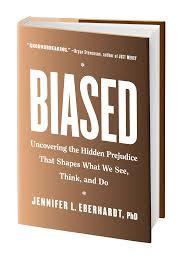 "GROUNDBREAKING." —Bryan Stevenson, author of JUST MERCY
BIASED
Uncovering the Hidden Prejudice
That Shapes What We See,
Think, and Do
JENNIFER L. EBERHARDT, PhD
BIASED